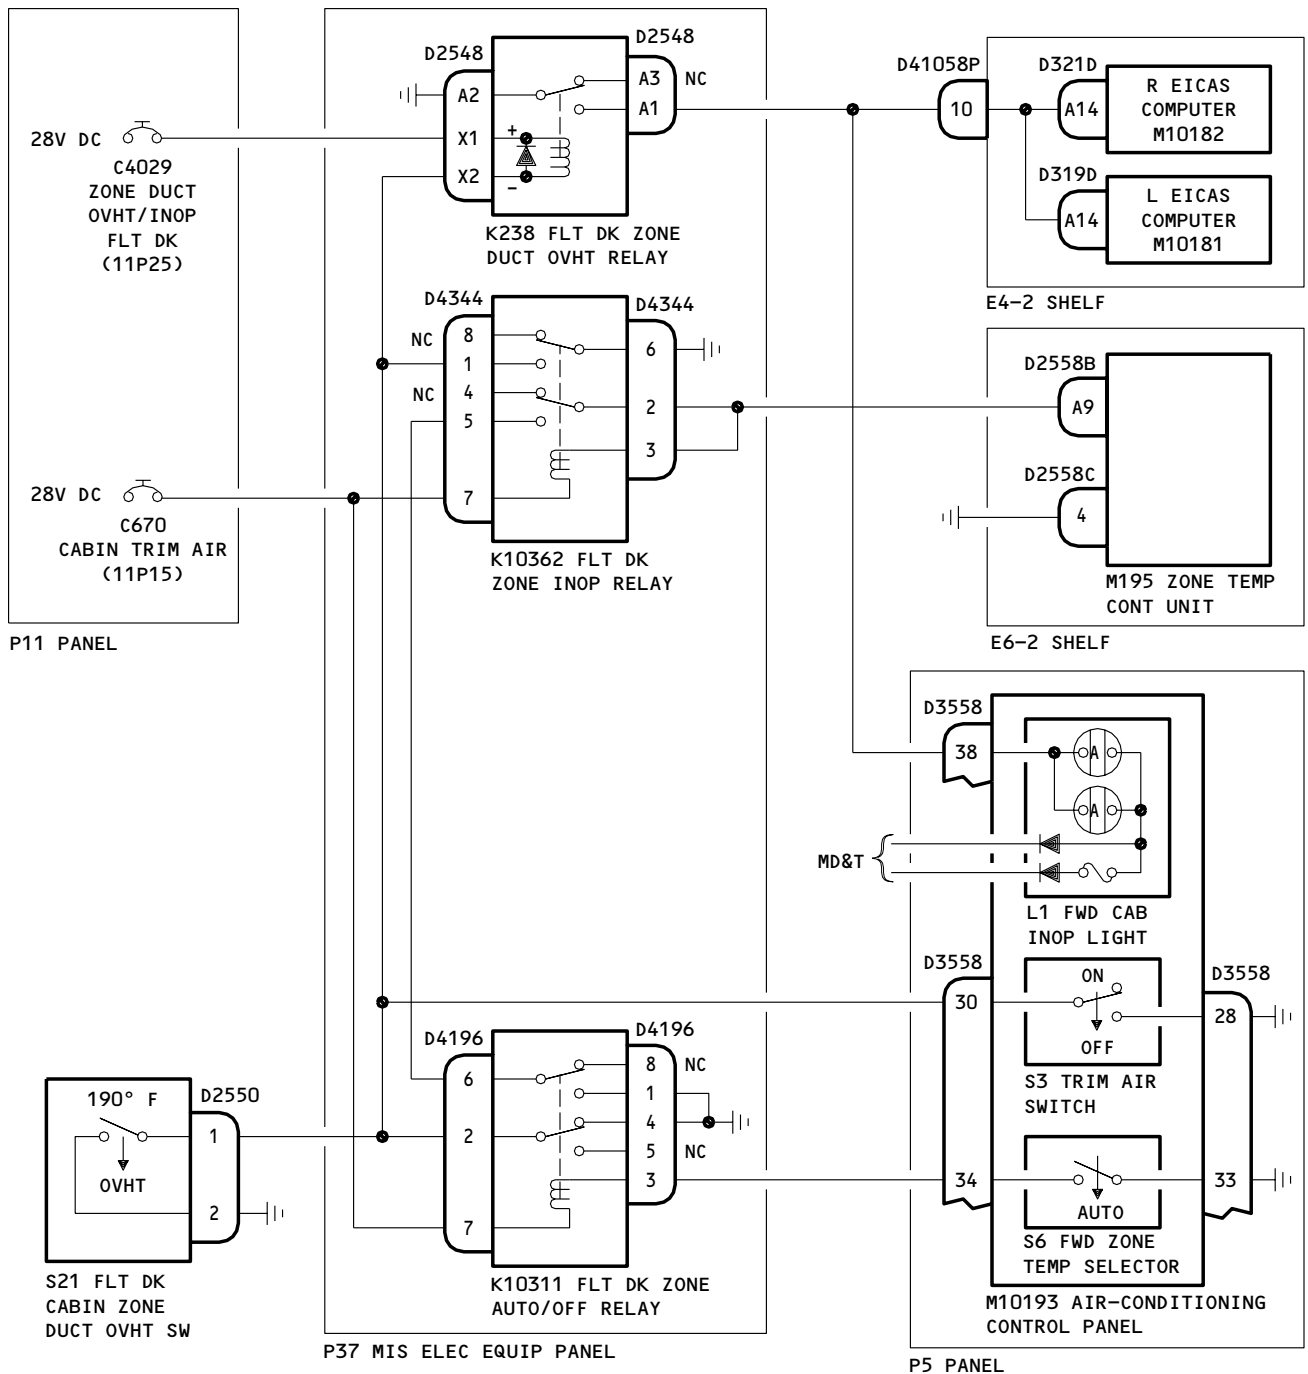 28V DC
C4029
ZONE DUCT
OVHT/INOP
FLT DK
(11P25)
28V DC
C670
CABIN TRIM AIR
(11P15)
P11 PANEL
D2548
D2548
A2
X1
X2
+
–
A3
NC
A1
K238 FLT DK ZONE
DUCT OVHT RELAY
D4344
D4344
NC
8
1
NC
4
5
7
6
2
3
K10362 FLT DK
ZONE INOP RELAY
D41058P
10
D321D
A14
R EICAS
COMPUTER
M10182
D319D
A14
L EICAS
COMPUTER
M10181
E4-2 SHELF
D2558B
A9
D2558C
4
M195 ZONE TEMP
CONT UNIT
E6-2 SHELF
D3558
38
A
A
MD&T
L1 FWD CAB
INOP LIGHT
D3558
D3558
30
ON
OFF
28
S3 TRIM AIR
SWITCH
34
AUTO
33
S6 FWD ZONE
TEMP SELECTOR
M10193 AIR-CONDITIONING
CONTROL PANEL
P5 PANEL
D4196
D4196
6
2
7
8
NC
1
4
5
NC
3
K10311 FLT DK ZONE
AUTO/OFF RELAY
P37 MIS ELEC EQUIP PANEL
190° F
OVHT
D2550
1
2
S21 FLT DK
CABIN ZONE
DUCT OVHT SW